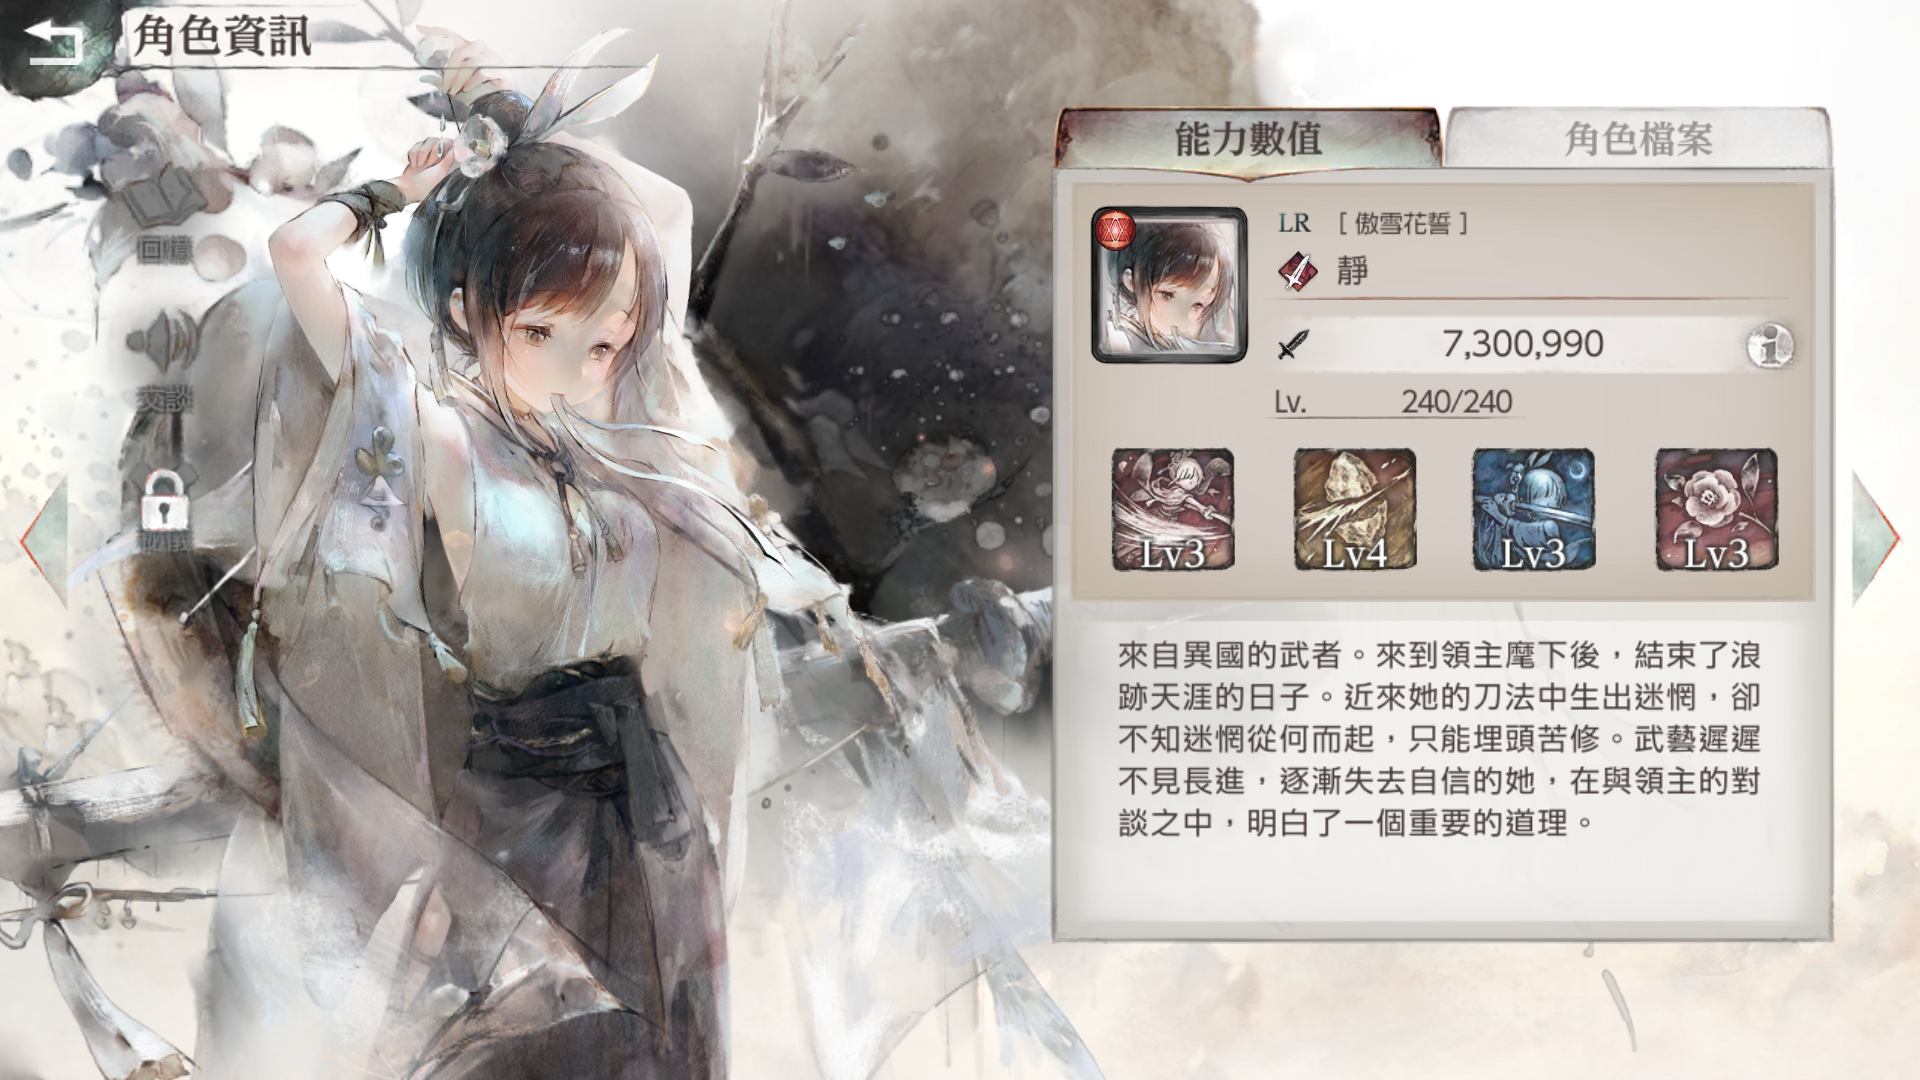 角色資訊
回憶
交談
能力數值
角色檔案
LR [ 傲雪花誓 ]
靜
7,300,990
Lv. 240/240
Lv3
Lv4
Lv3
Lv3
來自異國的武者。來到領主麾下後，結束了浪
跡天涯的日子。近來她的刀法中生出迷惘，卻
不知迷惘從何而起，只能埋頭苦修。武藝遲遲
不見長進，逐漸失去自信的她，在與領主的對
談之中，明白了一個重要的道理。